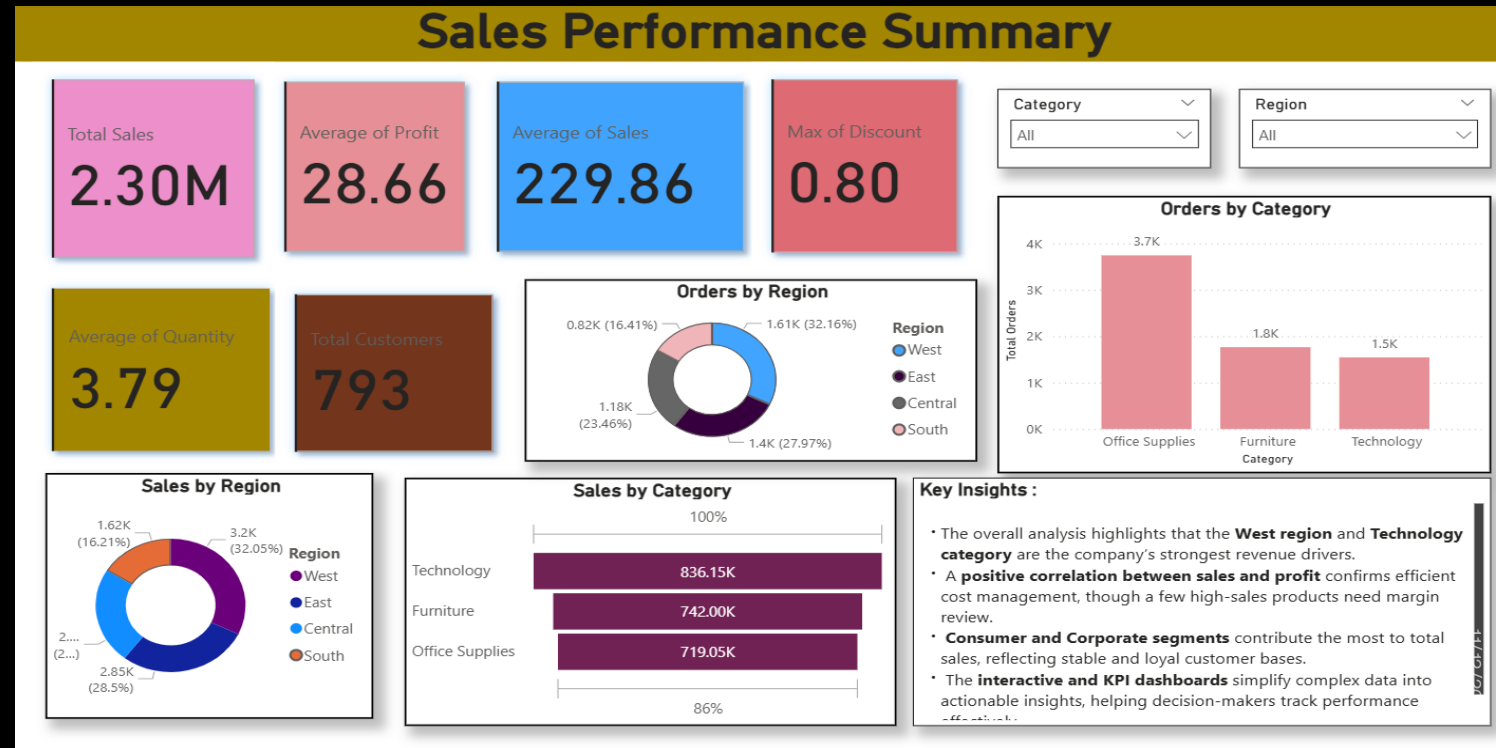 Sales Performance Summary
Total Sales
2.30M
Average of Profit
28.66
Average of Sales
229.86
Max of Discount
0.80
Category
All
Region
All
Average of Quantity
3.79
Total Customers
793
Orders by Region
0.82K (16.41%)
1.61K (32.16%)
1.18K
(23.46%)
1.4K (27.97%)
Region
West
East
Central
South
Orders by Category
Total Orders
4K
3K
2K
1K
0K
3.7K
1.8K
1.5K
Office Supplies
Furniture
Technology
Category
Sales by Region
1.62K
(16.21%)
3.2K
(32.05%)
2....
(2...)
2.85K
(28.5%)
Region
West
East
Central
South
Sales by Category
100%
Technology
836.15K
Furniture
742.00K
Office Supplies
719.05K
86%
Key Insights :
• The overall analysis highlights that the West region and Technology
category are the company's strongest revenue drivers.
• A positive correlation between sales and profit confirms efficient
cost management, though a few high-sales products need margin
review.
• Consumer and Corporate segments contribute the most to total
sales, reflecting stable and loyal customer bases.
• The interactive and KPI dashboards simplify complex data into
actionable insights, helping decision-makers track performance